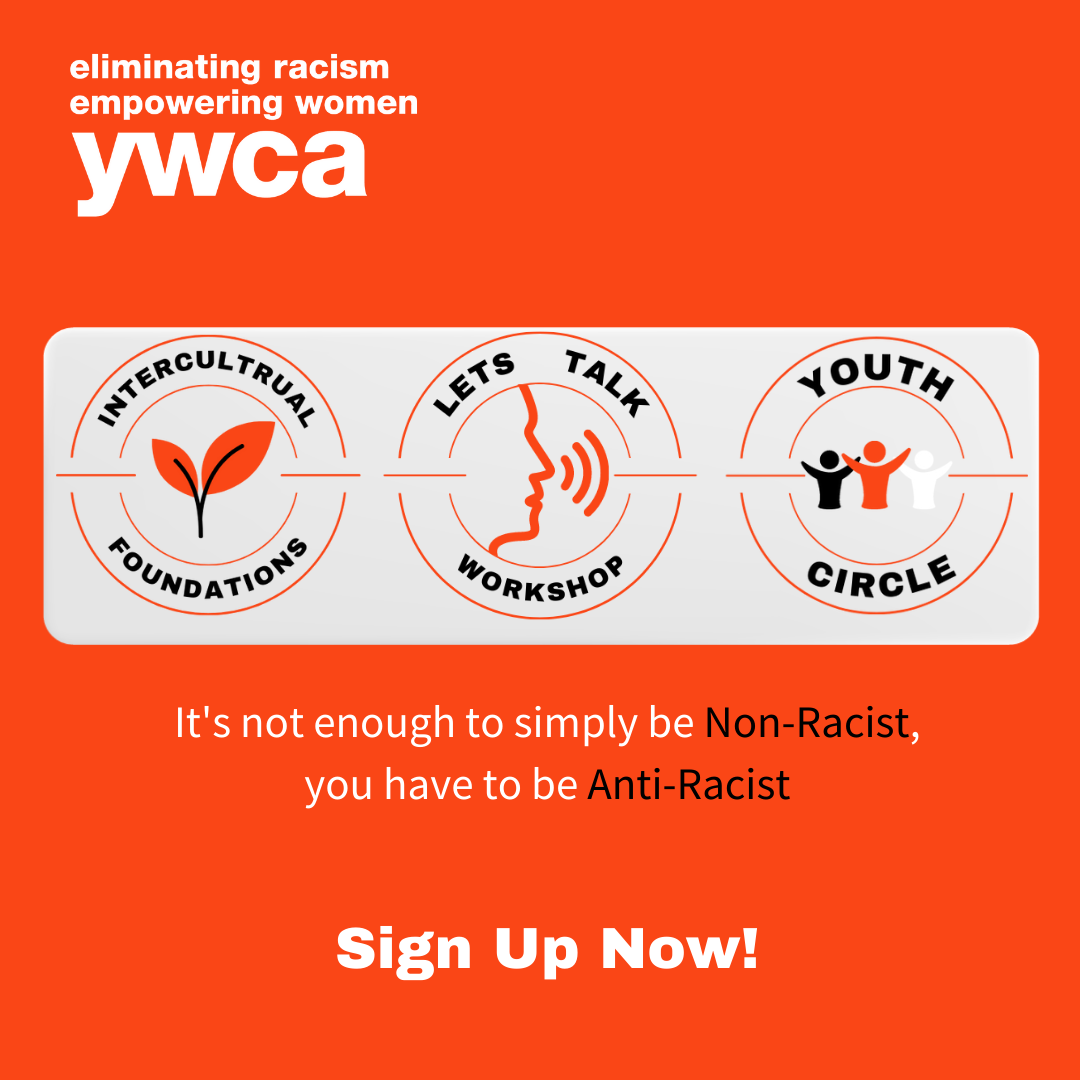 eliminating racism
empowering women
ywca
INTERCULTRUAL
FOUNDATIONS
LETS TALK
WORKSHOP
YOUTH
CIRCLE
It's not enough to simply be Non-Racist,
you have to be Anti-Racist
Sign Up Now!